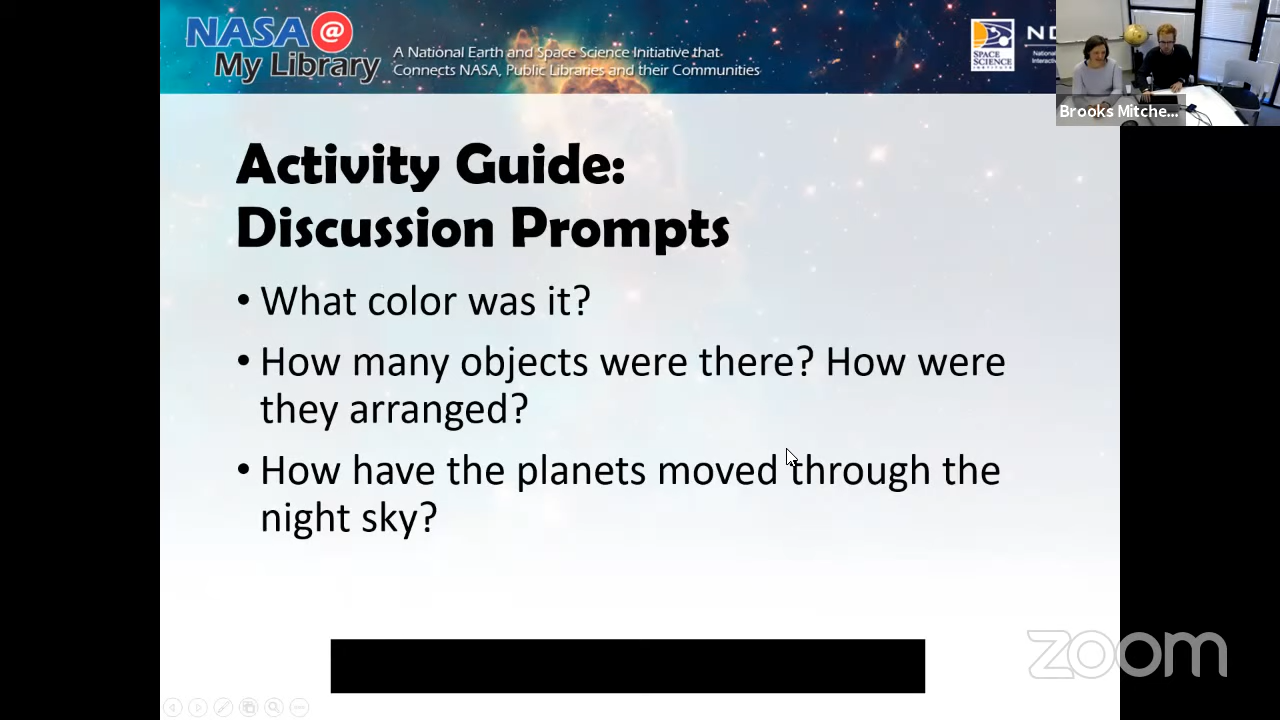 NASA@
My Library
A National Earth and Space Science Initiative that
Connects NASA, Public Libraries and their Communities
SPACE
SCIENCE
INSTITUTE
Brooks Mitche...
Activity Guide:
Discussion Prompts
• What color was it?
• How many objects were there? How were
they arranged?
• How have the planets moved through the
night sky?
zoom